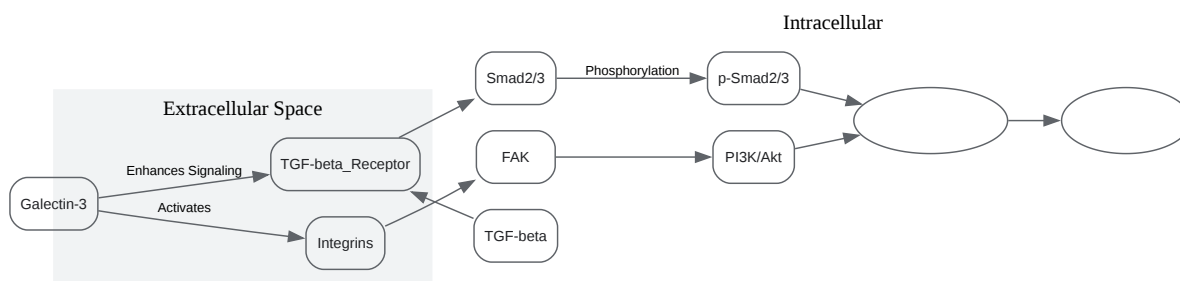 Intracellular
Smad2/3
Phosphorylation
p-Smad2/3
Extracellular Space
TGF-beta_Receptor
FAK
PI3K/Akt
Enhances Signaling
Galectin-3
Activates
Integrins
TGF-beta